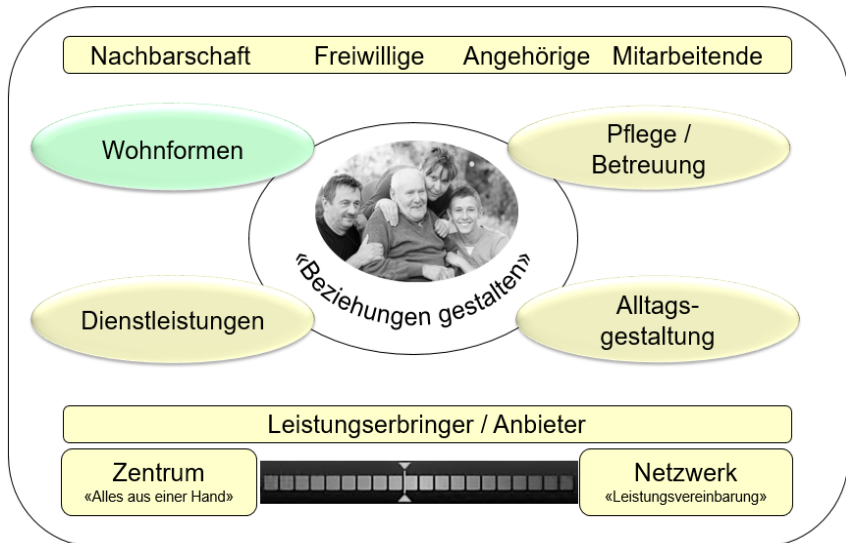 Nachbarschaft Freiwillige Angehörige Mitarbeitende
Wohnformen
Pflege /
Betreuung
«Beziehungen gestalten»
Dienstleistungen
Alltags-
gestaltung
Leistungserbringer / Anbieter
Zentrum
«Alles aus einer Hand»
Netzwerk
«Leistungsvereinbarung»